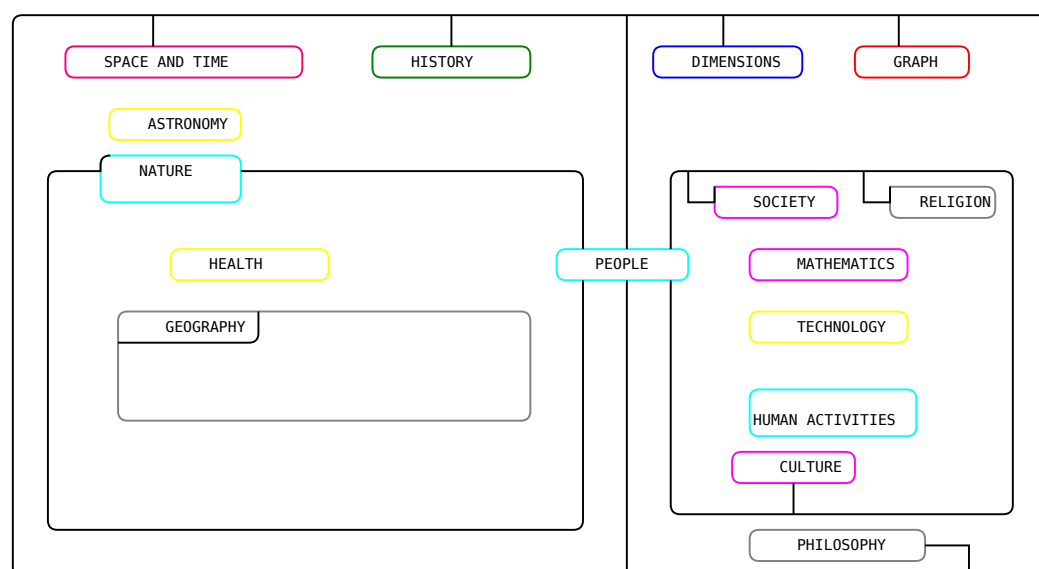 SPACE AND TIME
HISTORY
DIMENSIONS
GRAPH
ASTRONOMY
NATURE
SOCIETY
RELIGION
HEALTH
PEOPLE
MATHEMATICS
GEOGRAPHY
TECHNOLOGY
HUMAN ACTIVITIES
CULTURE
PHILOSOPHY